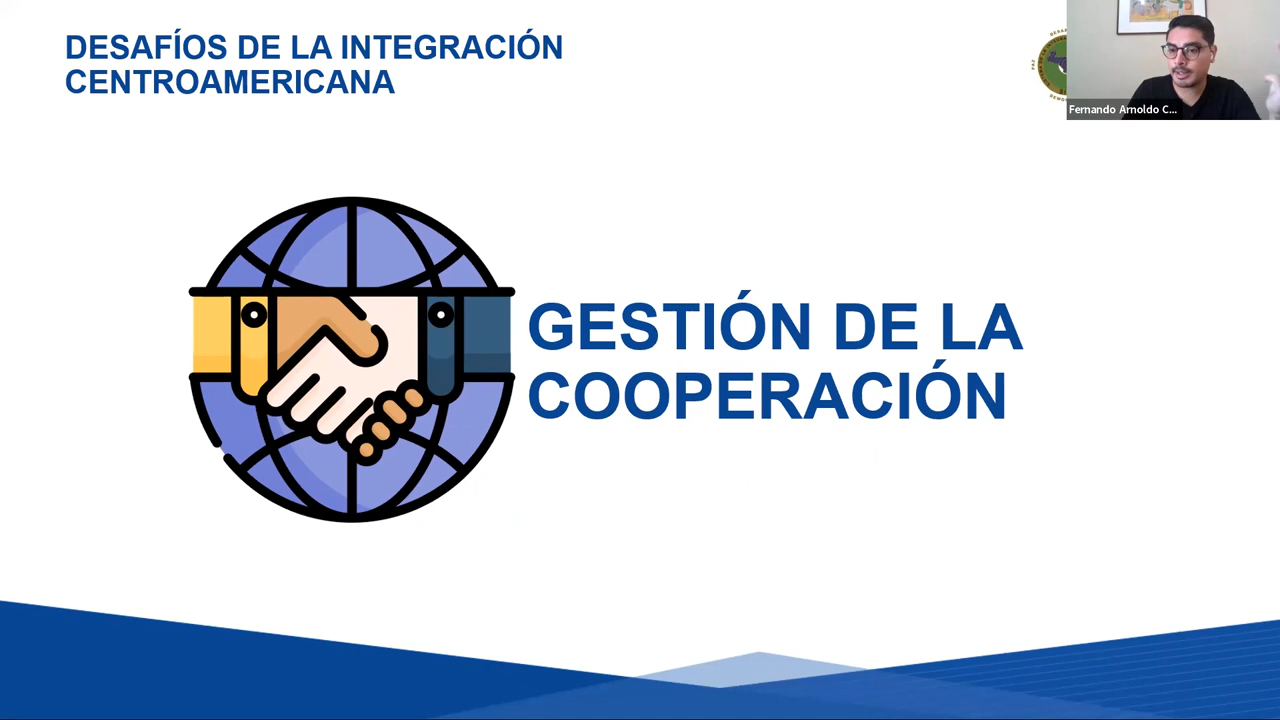 DESAFÍOS DE LA INTEGRACIÓN
CENTROAMERICANA
Fernando Arnoldo C...
GESTIÓN DE LA
COOPERACIÓN